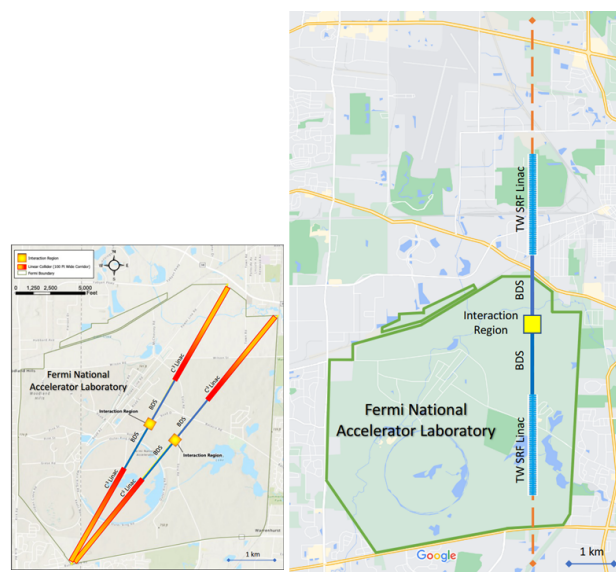 Interaction Region
Linear Collider (100 Ft Wide Corridor)
Fermi Boundary
N
W
E
S
0 1,250 2,500 5,000
Feet
Fermi National
Accelerator Laboratory
C³ Linac
C³ Linac
BDS
BDS
Interaction Region
Interaction Region
BDS
BDS
C³ Linac
C³ Linac
1 km
TW SRF Linac
BDS
Interaction
Region
BDS
Fermi National
Accelerator Laboratory
TW SRF Linac
Google
1 km